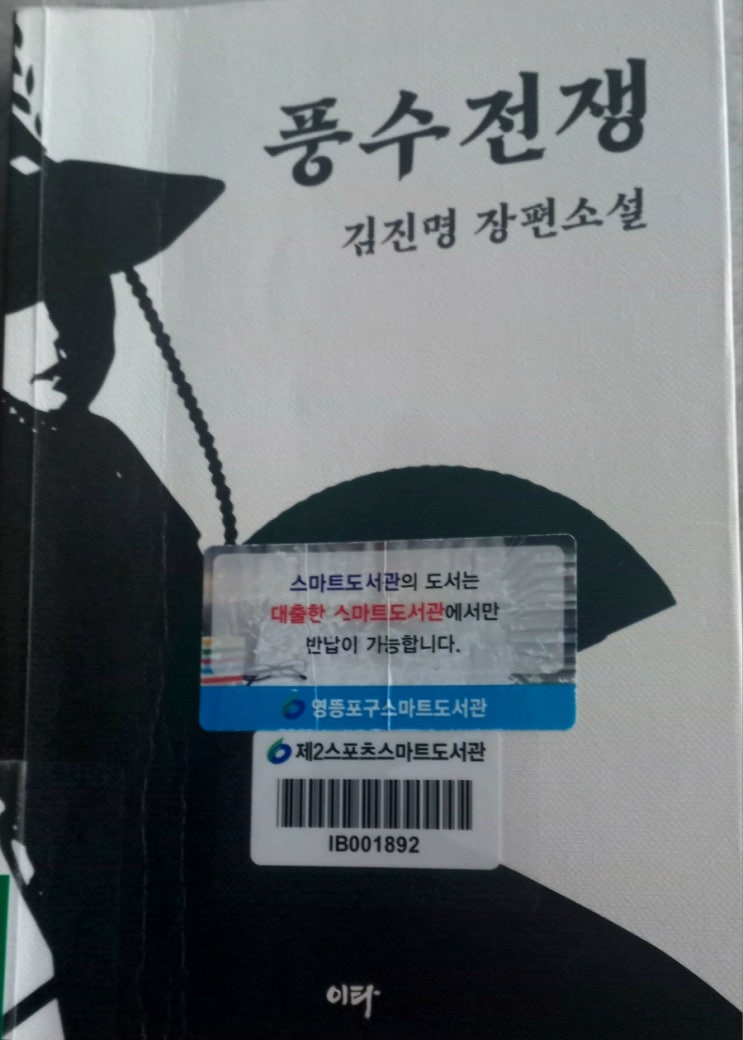 풍수전쟁
김진명 장편소설
스마트도서관의 도서는
대출한 스마트도서관에서만
반납이 가능합니다.
영등포구스마트도서관
제2스포츠스마트도서관
IB001892
이타